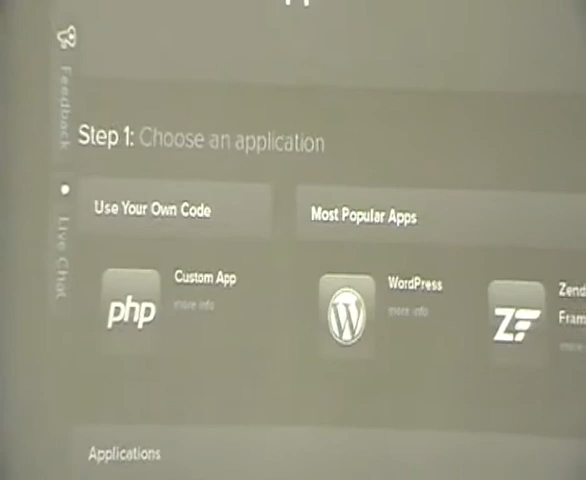 Feedback
Live Chat
Step 1: Choose an application
Use Your Own Code
Most Popular Apps
php
Custom App
more info
WordPress
more info
Applications